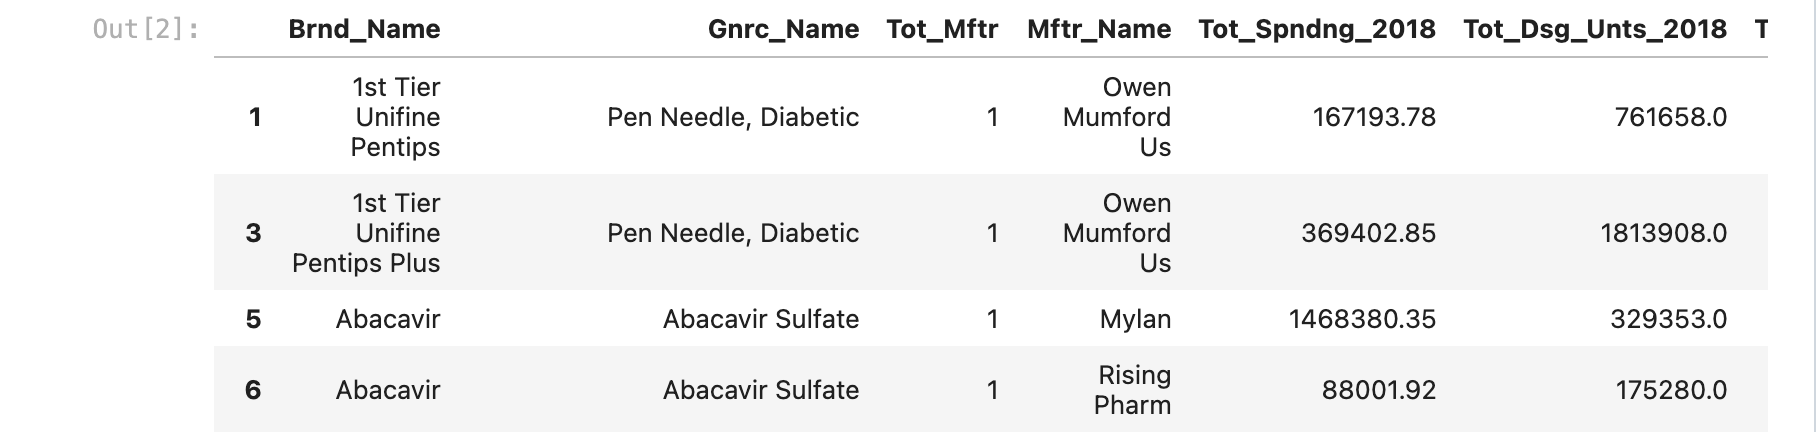 Out[2]:
Brnd_Name Gnrc_Name Tot_Mftr Mftr_Name Tot_Spndng_2018 Tot_Dsg_Unts_2018 T
1 1st Tier Unifine Pentips Pen Needle, Diabetic 1 Owen Mumford Us 167193.78 761658.0
3 1st Tier Unifine Pentips Plus Pen Needle, Diabetic 1 Owen Mumford Us 369402.85 1813908.0
5 Abacavir Abacavir Sulfate 1 Mylan 1468380.35 329353.0
6 Abacavir Abacavir Sulfate 1 Rising Pharm 88001.92 175280.0